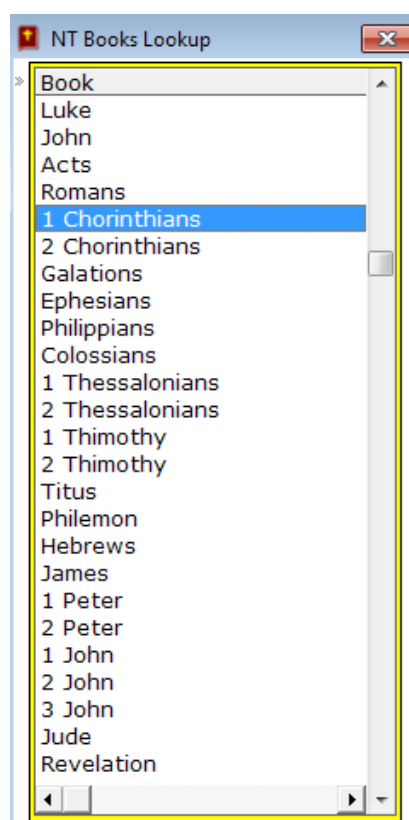 NT Books Lookup
Book
Luke
John
Acts
Romans
1 Chorinthians
2 Chorinthians
Galations
Ephesians
Philippians
Colossians
1 Thessalonians
2 Thessalonians
1 Thimothy
2 Thimothy
Titus
Philemon
Hebrews
James
1 Peter
2 Peter
1 John
2 John
3 John
Jude
Revelation